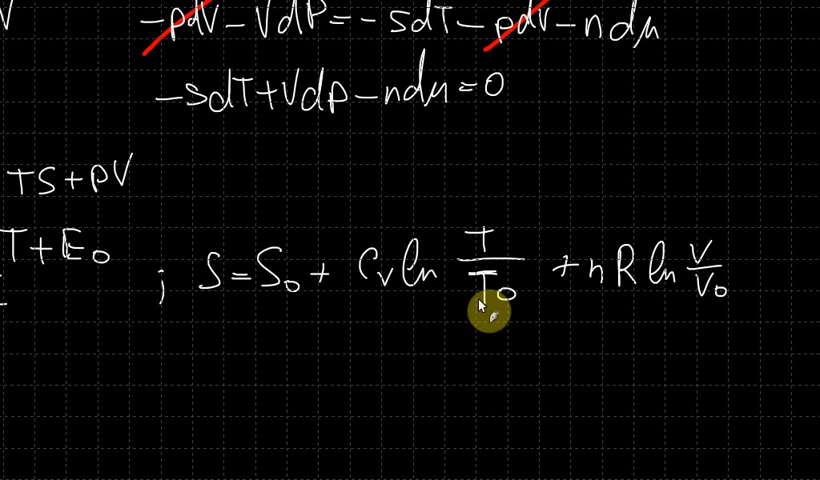 V -pdV - Vdp = - SdT - pdV - ndμ
-SdT + Vdp - ndμ = 0
TS + pV
T + E₀ ; S = S₀ + Cᵥ ln T/T₀ + nR ln V/V₀